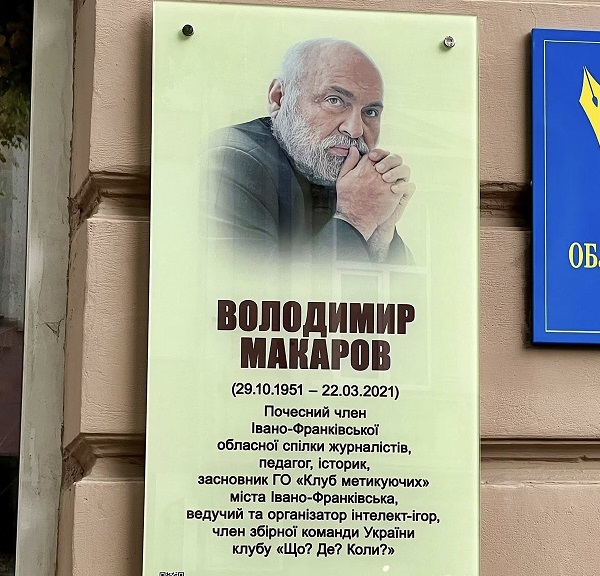 ВОЛОДИМИР
МАКАРОВ
(29.10.1951 – 22.03.2021)
Почесний член
Івано-Франківської
обласної спілки журналістів,
педагог, історик,
засновник ГО «Клуб метикуючих»
міста Івано-Франківська,
ведучий та організатор інтелект-ігор,
член збірної команди України
клубу «Що? Де? Коли?»